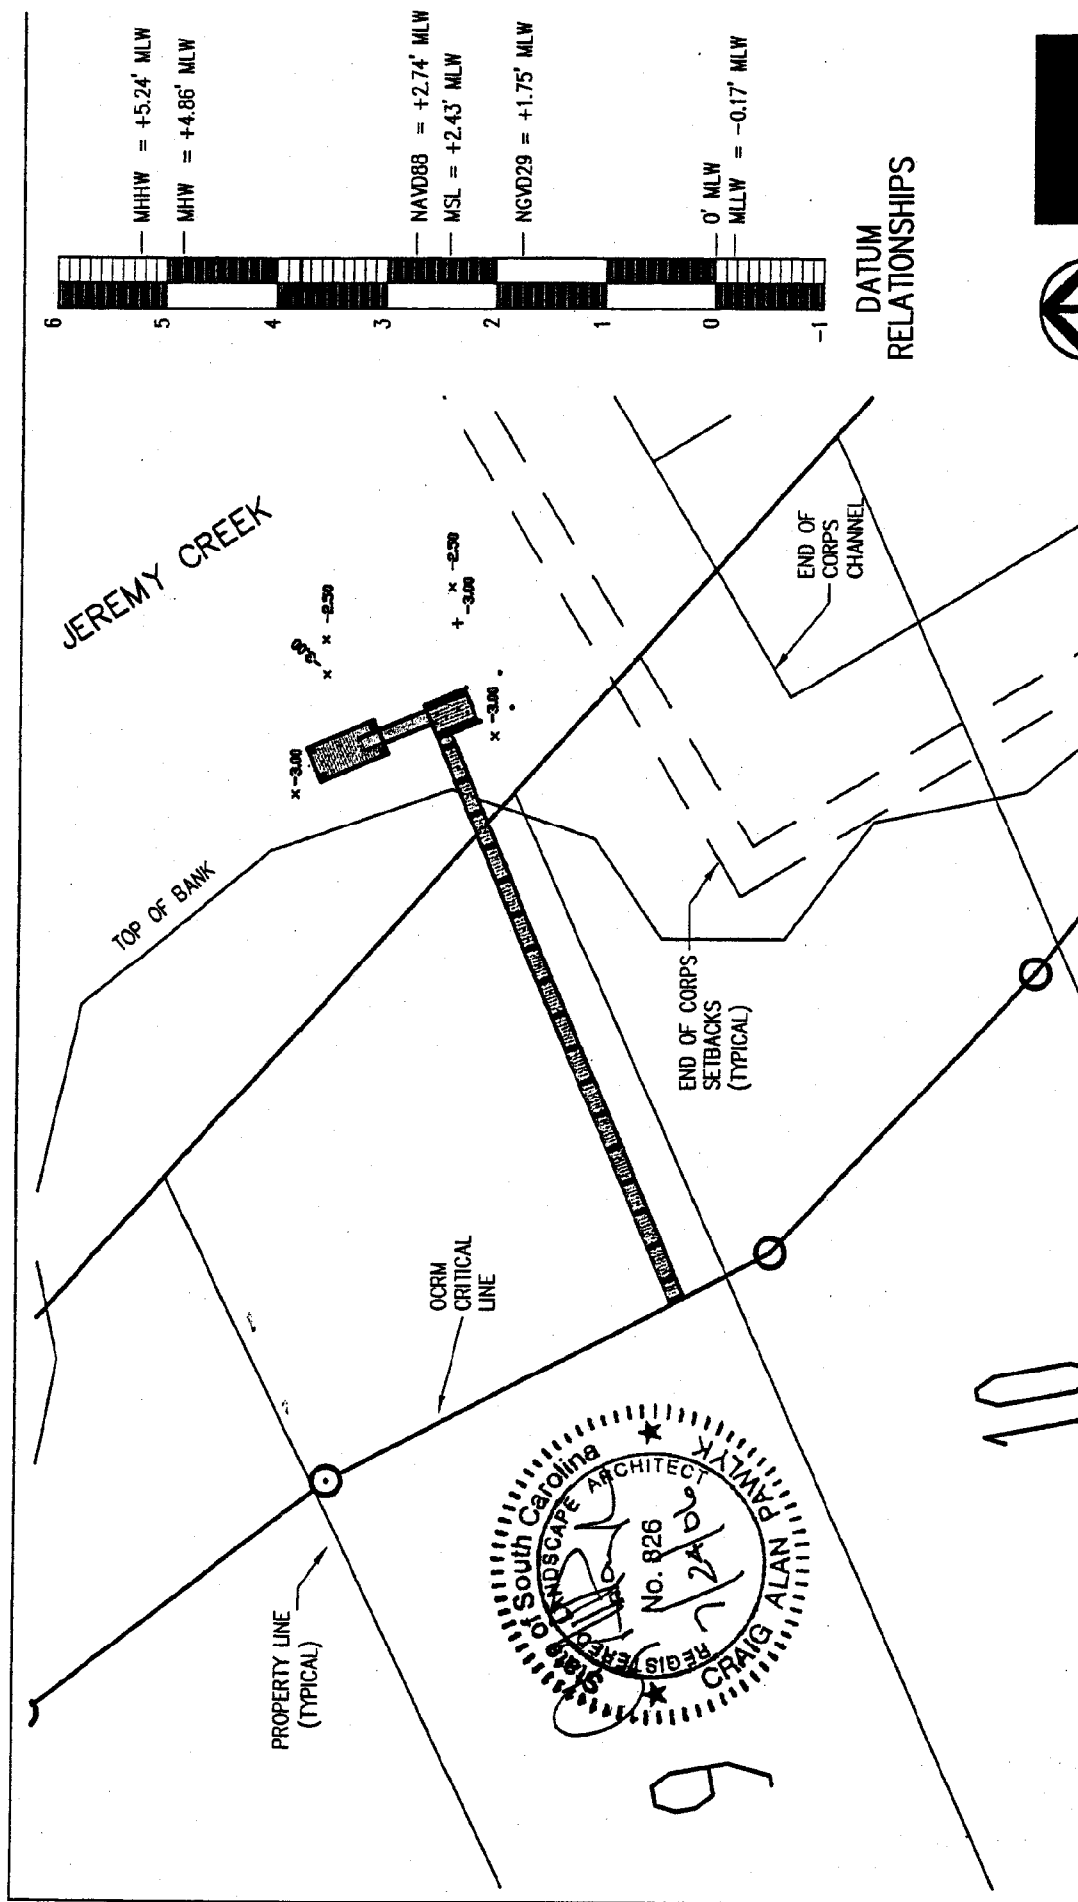 JEREMY CREEK
TOP OF BANK
x -3.00
-3.00
x
x -2.50
x -3.00
+ -3.00
x -2.50
OCRM
CRITICAL
LINE
PROPERTY LINE
(TYPICAL)
END OF CORPS
SETBACKS
(TYPICAL)
END OF
CORPS
CHANNEL
6
5
4
3
2
1
0
-1
MHHW = +5.24' MLW
MHW = +4.86' MLW
NAVD88 = +2.74' MLW
MSL = +2.43' MLW
NGVD29 = +1.75' MLW
0' MLW
MLLW = -0.17' MLW
DATUM
RELATIONSHIPS
State of South Carolina
REGISTERED LANDSCAPE ARCHITECT
No. 826
CRAIG ALAN PAWLYK
9
10